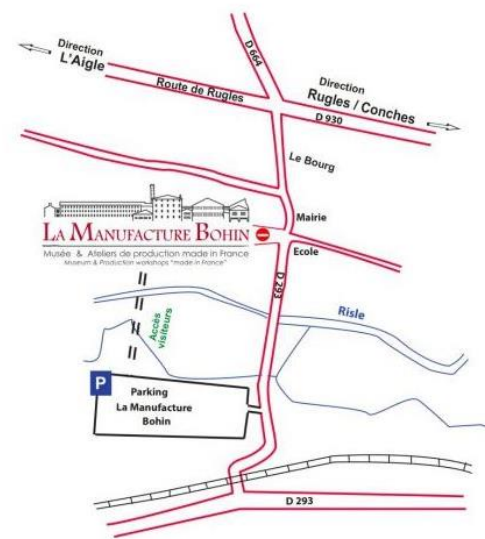 Direction
L'Aigle
D 664
Route de Rugles
Direction
Rugles / Conches
D 930
Le Bourg
Mairie
LA MANUFACTURE BOHIN
Ecole
Musée & Ateliers de production made in France
Museum & Production workshops "made in France"
D 293
Accès
visiteurs
Risle
P
Parking
La Manufacture
Bohin
D 293